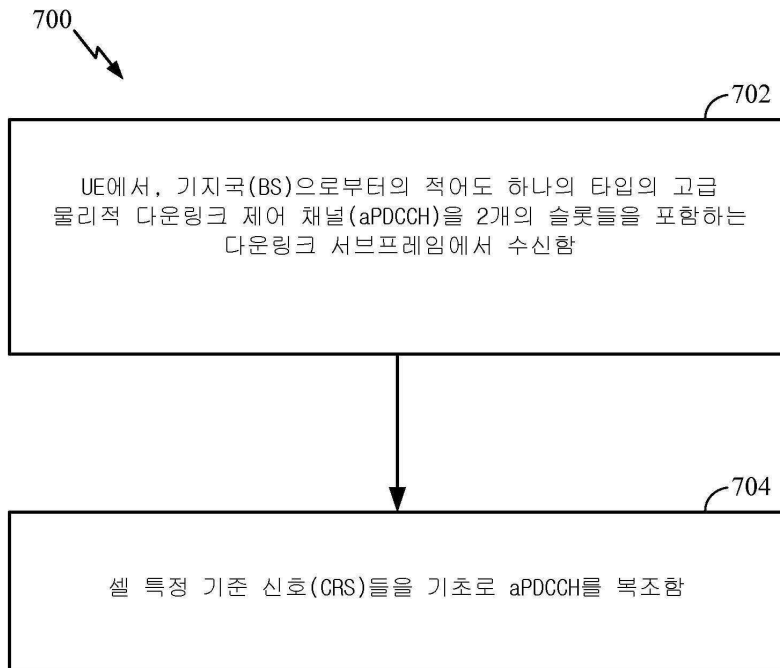 700
702
UE에서, 기지국(BS)으로부터의 적어도 하나의 타입의 고급
물리적 다운링크 제어 채널(aPDCCH)을 2개의 슬롯들을 포함하는
다운링크 서브프레임에서 수신함
704
셀 특정 기준 신호(CRS)들을 기초로 aPDCCH를 복조함